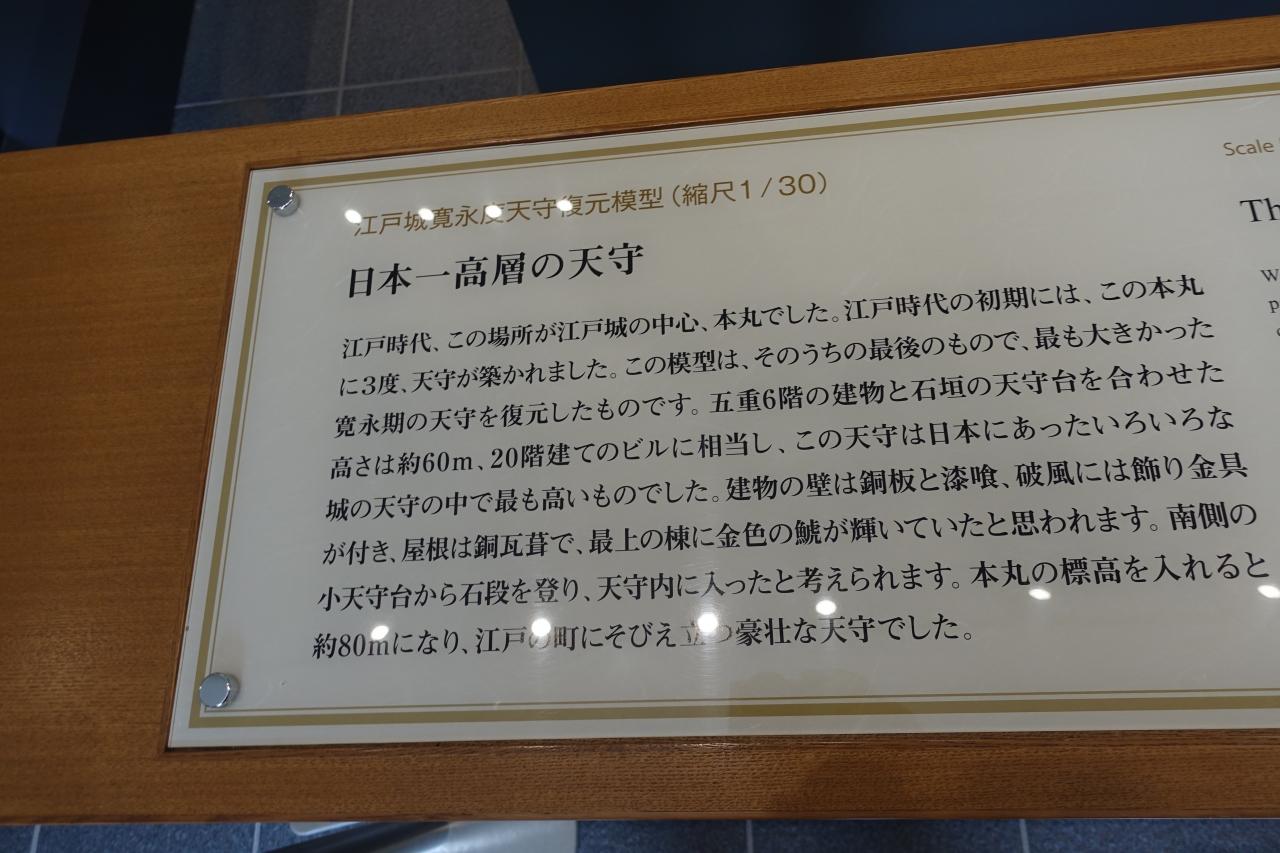 江戸城寛永度天守復元模型(縮尺1/30)
日本一高層の天守
江戸時代、この場所が江戸城の中心、本丸でした。江戸時代の初期には、この本丸
に3度、天守が築かれました。この模型は、そのうちの最後のもので、最も大きかった
寛永期の天守を復元したものです。五重6階の建物と石垣の天守台を合わせた
高さは約60m、20階建てのビルに相当し、この天守は日本にあったいろいろな
城の天守の中で最も高いものでした。建物の壁は銅板と漆喰、破風には飾り金具
が付き、屋根は銅瓦葺で、最上の棟に金色の鯱が輝いていたと思われます。南側の
小天守台から石段を登り、天守内に入ったと考えられます。本丸の標高を入れると
約80mになり、江戸の町にそびえ立つ豪壮な天守でした。
Scale
Th